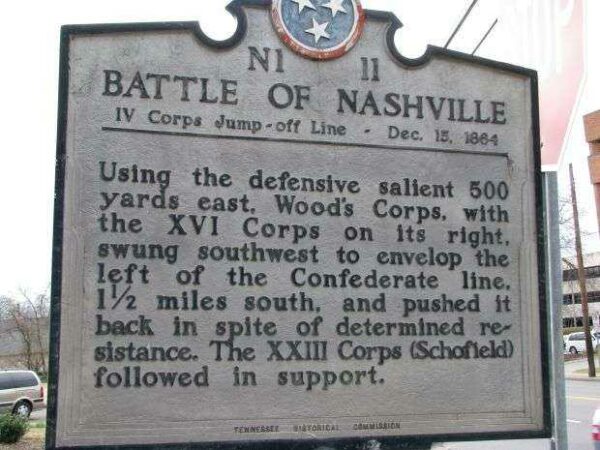 N1 11
BATTLE OF NASHVILLE
IV Corps Jump-off Line - Dec. 15, 1864
Using the defensive salient 500
yards east, Wood's Corps, with
the XVI Corps on its right,
swung southwest to envelop the
left of the Confederate line,
1½ miles south, and pushed it
back in spite of determined re-
sistance. The XXIII Corps (Schofield)
followed in support.
TENNESSEE HISTORICAL COMMISSION